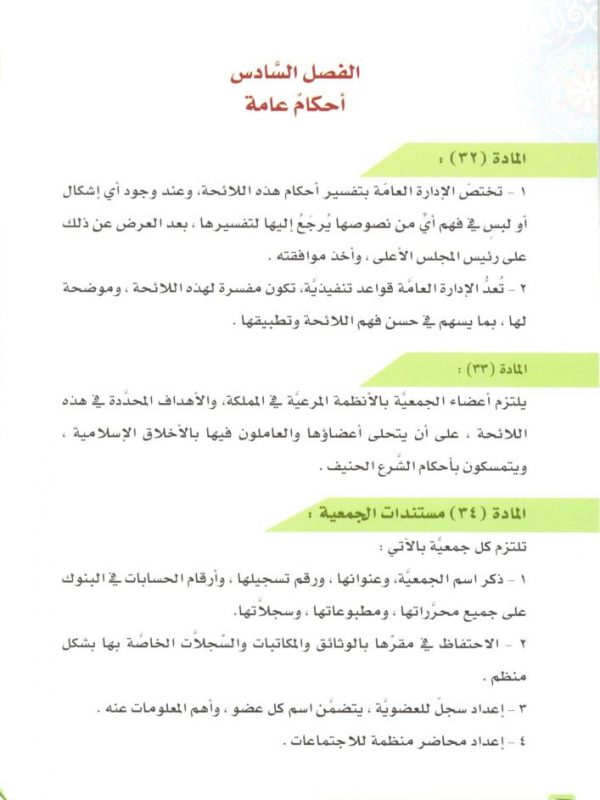 الفصل السَّادس
أحكامٌ عامة
المادة (٣٢) :
١ - تختصّ الإدارة العامّة بتفسير أحكام هذه اللائحة، وعند وجود أي إشكال
أو لبسٍ في فهم أيٍّ من نصوصها يُرجَعُ إليها لتفسيرها ، بعد العرض عن ذلك
على رئيس المجلس الأعلى ، وأخذ موافقته .
٢ - تُعدُّ الإدارة العامَّة قواعد تنفيذيَّة، تكون مفسرة لهذه اللائحة ، وموضحة
لها ، بما يسهم في حسن فهم اللائحة وتطبيقها .
المادة (٣٣) :
يلتزم أعضاء الجمعيَّة بالأنظمة المرعيَّة في المملكة، والأهداف المحدَّدة في هذه
اللائحة ، على أن يتحلى أعضاؤها والعاملون فيها بالأخلاق الإسلامية ،
ويتمسكون بأحكام الشَّرع الحنيف .
المادة (٣٤) مستندات الجمعية :
تلتزم كل جمعيَّة بالآتي :
١ - ذكر اسم الجمعيَّة، وعنوانها ، ورقم تسجيلها ، وأرقام الحسابات في البنوك
على جميع محرَّراتها ، ومطبوعاتها ، وسجلاَّتها.
٢ - الاحتفاظ في مقرّها بالوثائق والمكاتبات والسّجلاَّت الخاصَّة بها بشكل
منظم .
٣ - إعداد سجلّ للعضويَّة ، يتضمَّن اسم كل عضو ، وأهم المعلومات عنه .
٤ - إعداد محاضر منظمة للاجتماعات .